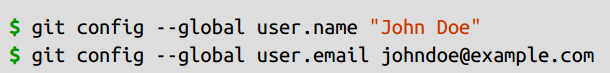 $ git config --global user.name "John Doe"
$ git config --global user.email johndoe@example.com